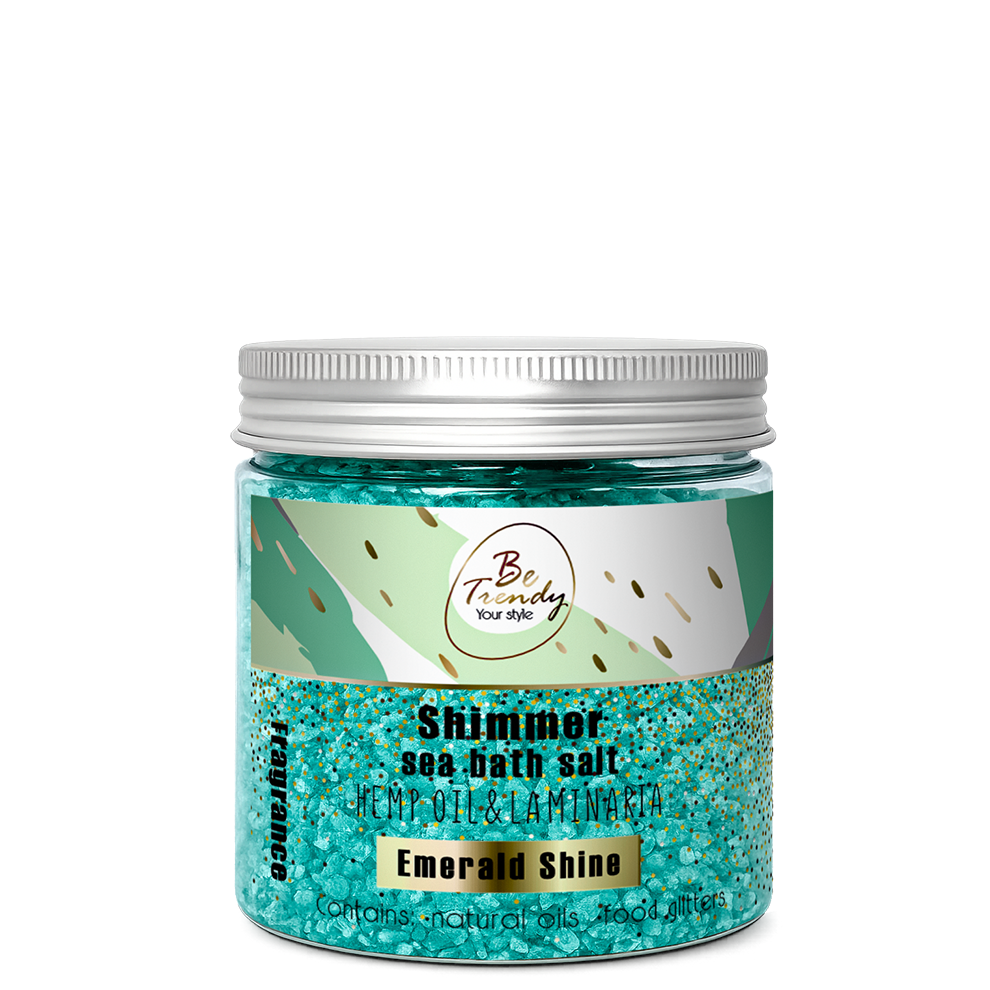 Be
Trendy
Your style
Shimmer
sea bath salt
HEMP OIL & LAMINARIA
Emerald Shine
Contains: natural oils food glitters
Fragrance